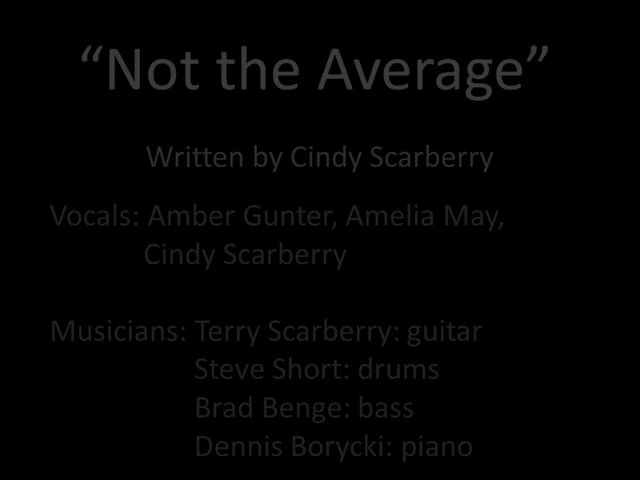 “Not the Average”
Written by Cindy Scarberry
Vocals: Amber Gunter, Amelia May,
Cindy Scarberry
Musicians: Terry Scarberry: guitar
Steve Short: drums
Brad Benge: bass
Dennis Borycki: piano